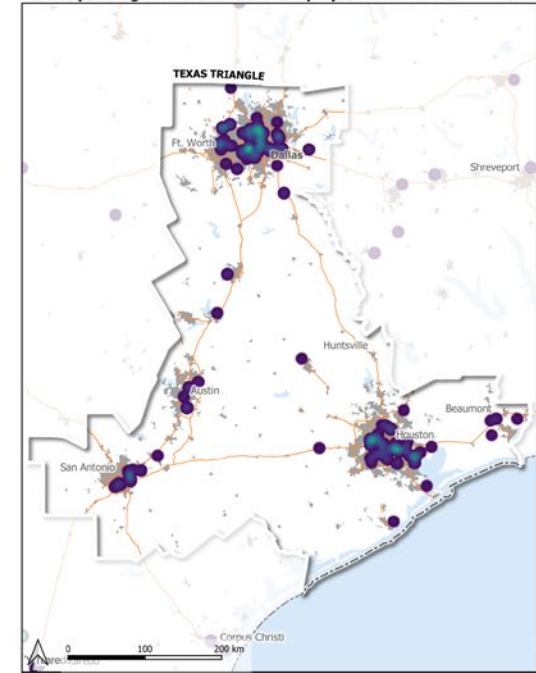 TEXAS TRIANGLE
Ft. Worth
Dallas
Shreveport
Huntsville
Austin
Beaumont
Houston
San Antonio
Corpus Christi
0 100 200 km